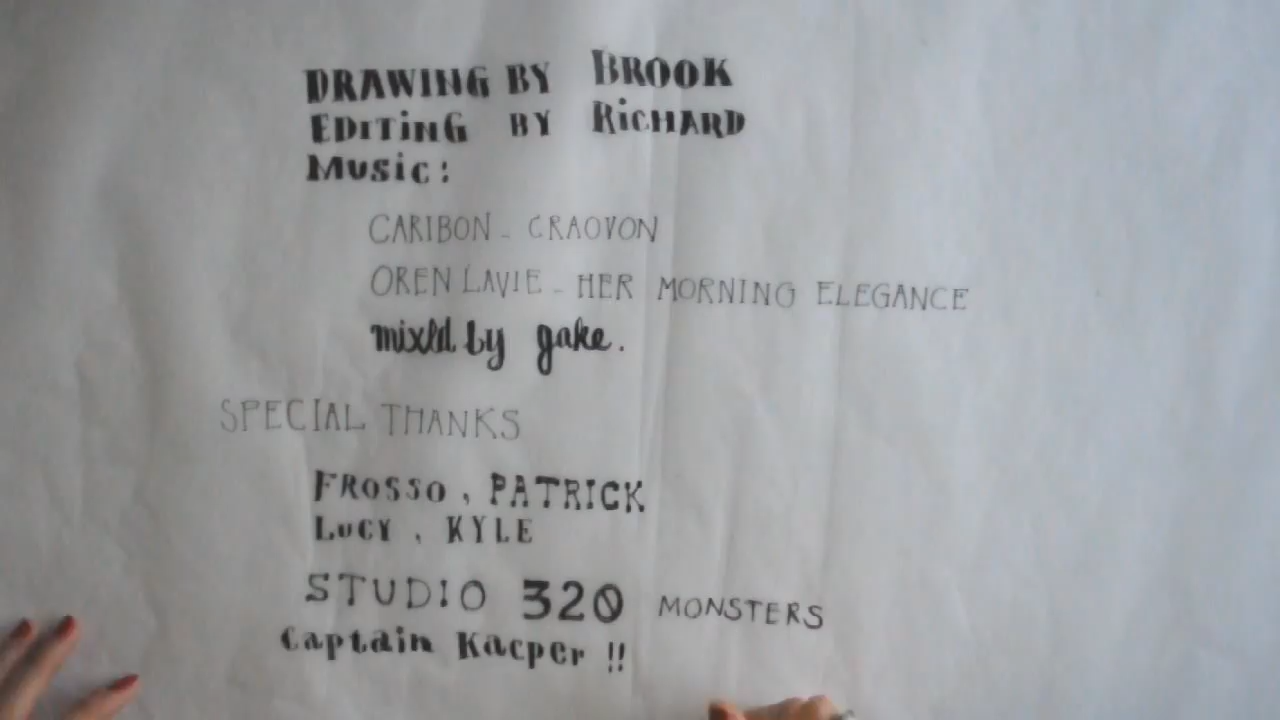 DRAWING BY BROOK
EDITING BY RiCHARD
Music:
CARIBON - CRAOVON
OREN LAVIE - HER MORNING ELEGANCE
mixed by gake.
SPECIAL THANKS
FROSSO, PATRICK
LuCY, KYLE
STUDIO 320 MONSTERS
Captain Kacper !!